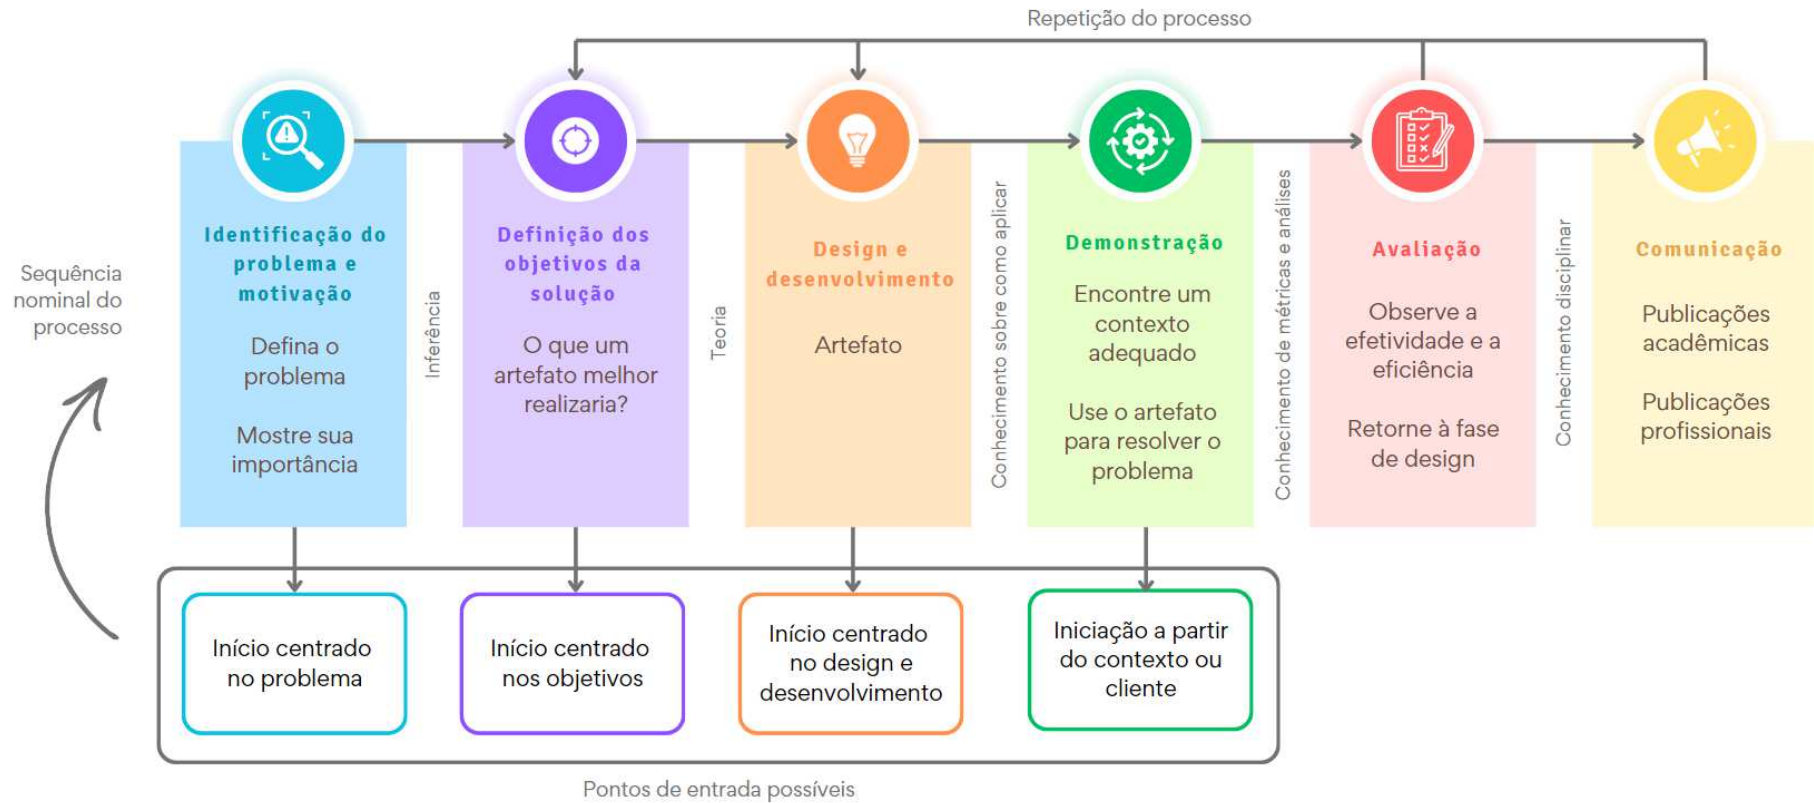 Repetição do processo
Sequência
nominal do
processo
Identificação do
problema e
motivação
Defina o
problema
Mostre sua
importância
Inferência
Definição dos
objetivos da
solução
O que um
artefato melhor
realizaria?
Teoria
Design e
desenvolvimento
Artefato
Conhecimento sobre como aplicar
Demonstração
Encontre um
contexto
adequado
Use o artefato
para resolver o
problema
Conhecimento de métricas e análises
Avaliação
Observe a
efetividade e a
eficiência
Retorne à fase
de design
Conhecimento disciplinar
Comunicação
Publicações
acadêmicas
Publicações
profissionais
Início centrado
no problema
Início centrado
nos objetivos
Início centrado
no design e
desenvolvimento
Iniciação a partir
do contexto ou
cliente
Pontos de entrada possíveis